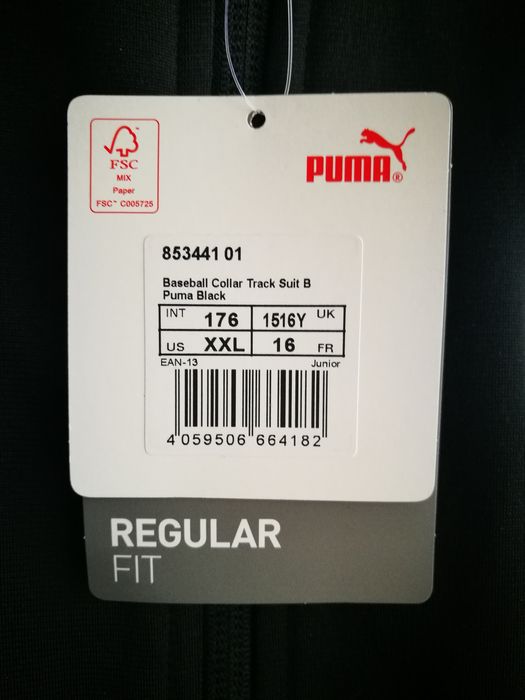 FSC
MIX
Paper
FSC™ C005725
PUMA®
853441 01
Baseball Collar Track Suit B
Puma Black
INT 176 1516Y UK
US XXL 16 FR
EAN-13 Junior
4 059506 664182
REGULAR
FIT